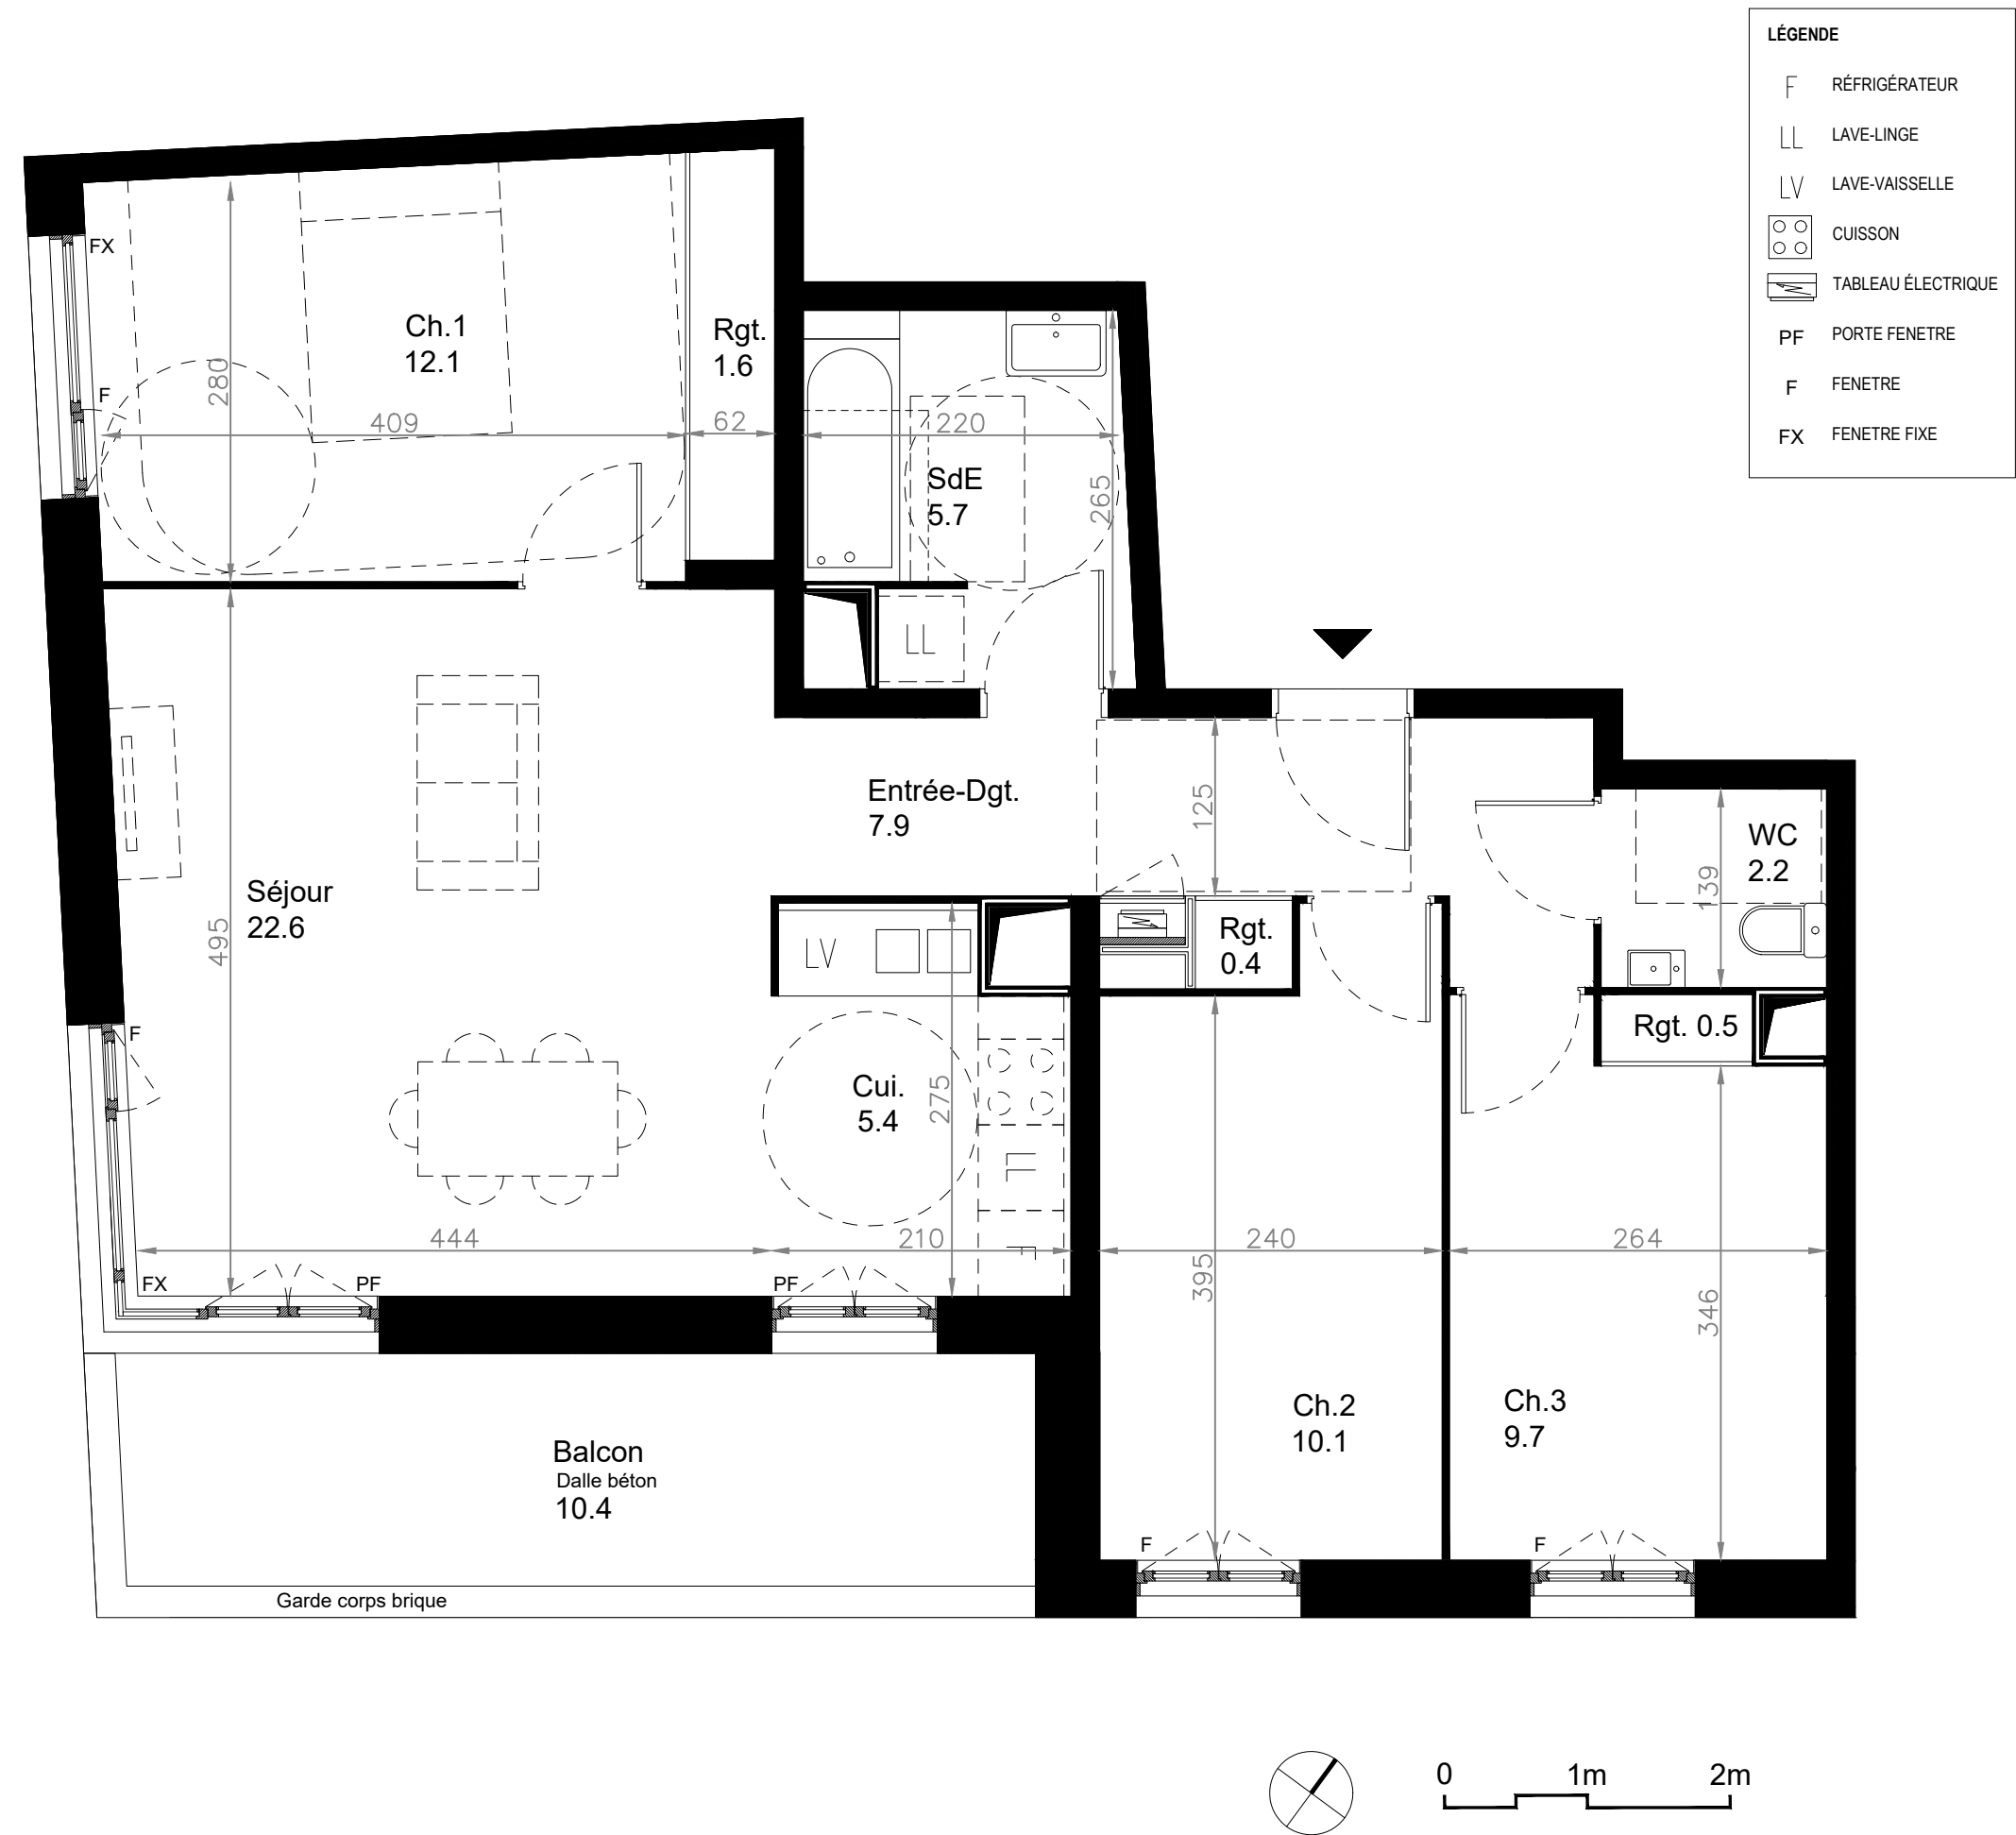 LÉGENDE
F RÉFRIGÉRATEUR
LL LAVE-LINGE
LV LAVE-VAISSELLE
CUISSON
TABLEAU ÉLECTRIQUE
PF PORTE FENETRE
F FENETRE
FX FENETRE FIXE
FX
F
Ch.1
12.1
280
409
Rgt.
1.6
62
220
SdE
5.7
265
LL
Entrée-Dgt.
7.9
125
WC
2.2
139
Séjour
22.6
495
LV
Rgt.
0.4
Rgt. 0.5
F
Cui.
5.4
275
LL
F
444
210
240
264
395
346
FX
PF
PF
Ch.2
10.1
Ch.3
9.7
Balcon
Dalle béton
10.4
F
F
Garde corps brique
0 1m 2m